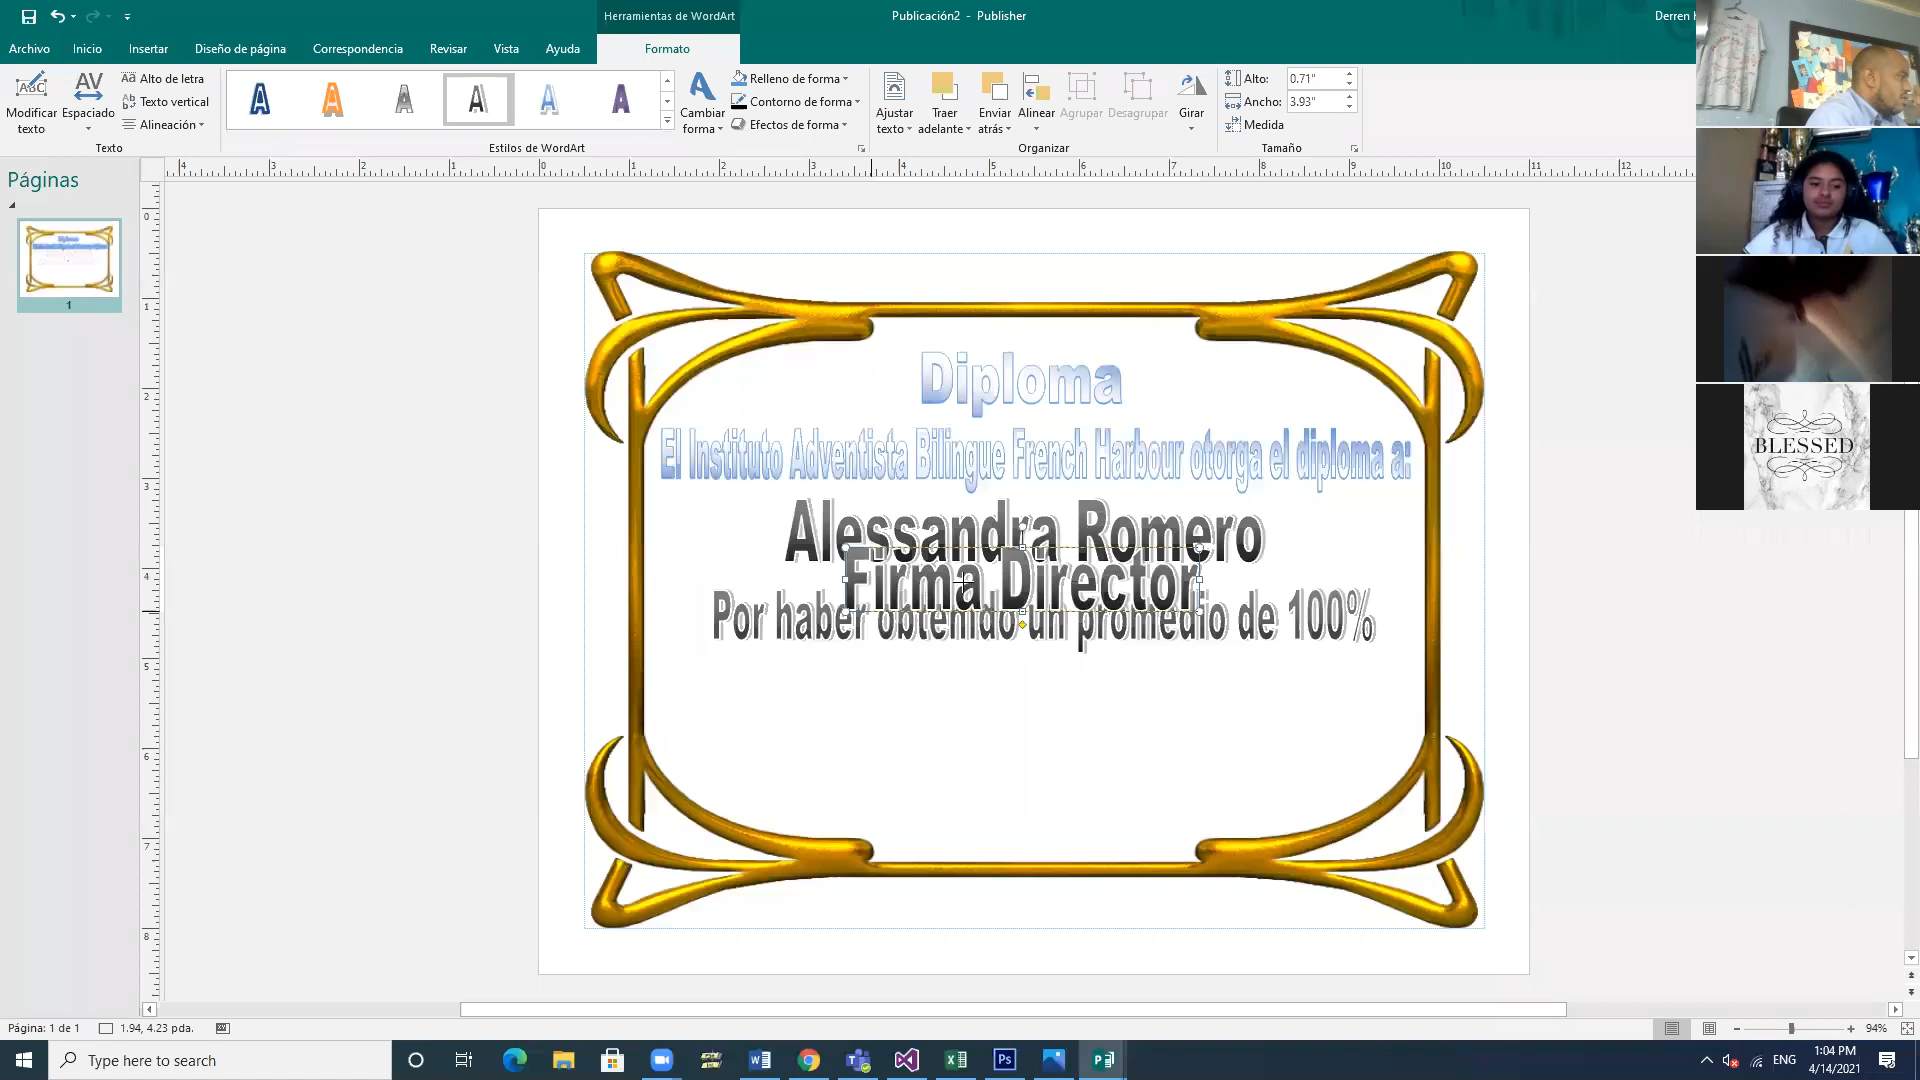 Herramientas de WordArt
Publicación2 - Publisher
Derren
Archivo Inicio Insertar Diseño de página Correspondencia Revisar Vista Ayuda Formato
Modificar texto
Espaciado
Alto de letra
Texto vertical
Alineación
Texto
Estilos de WordArt
Cambiar forma
Relleno de forma
Contorno de forma
Efectos de forma
Ajustar texto
Traer adelante
Enviar atrás
Alinear
Agrupar
Desagrupar
Girar
Organizar
Alto: 0.71"
Ancho: 3.93"
Medida
Tamaño
Páginas
1
Diploma
El Instituto Adventista Bilingue French Harbour otorga el diploma a:
Alessandra Romero
Firma Director
Por haber obtenido un promedio de 100%
BLESSED
Página: 1 de 1
1.94, 4.23 pda.
94%
Type here to search
ENG
1:04 PM
4/14/2021